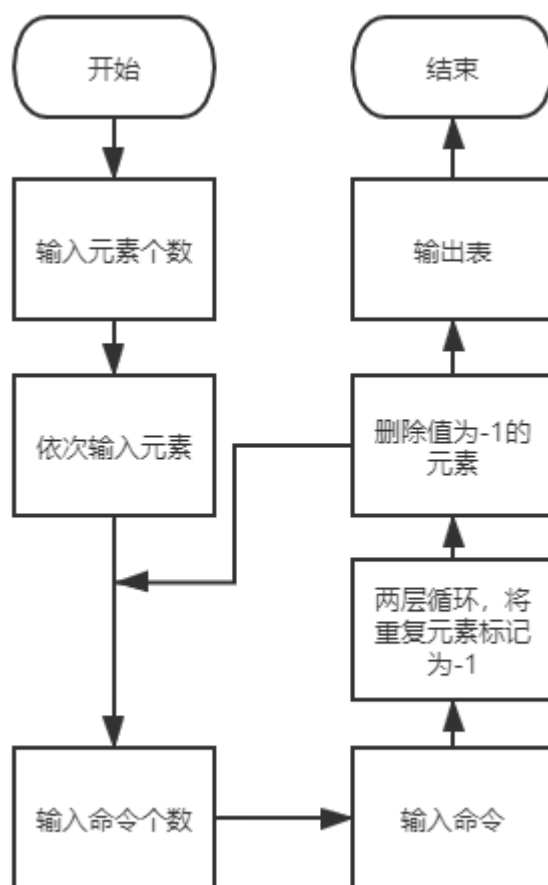 开始
输入元素个数
依次输入元素
输入命令个数
输入命令
两层循环，将
重复元素标记
为-1
删除值为-1的
元素
输出表
结束